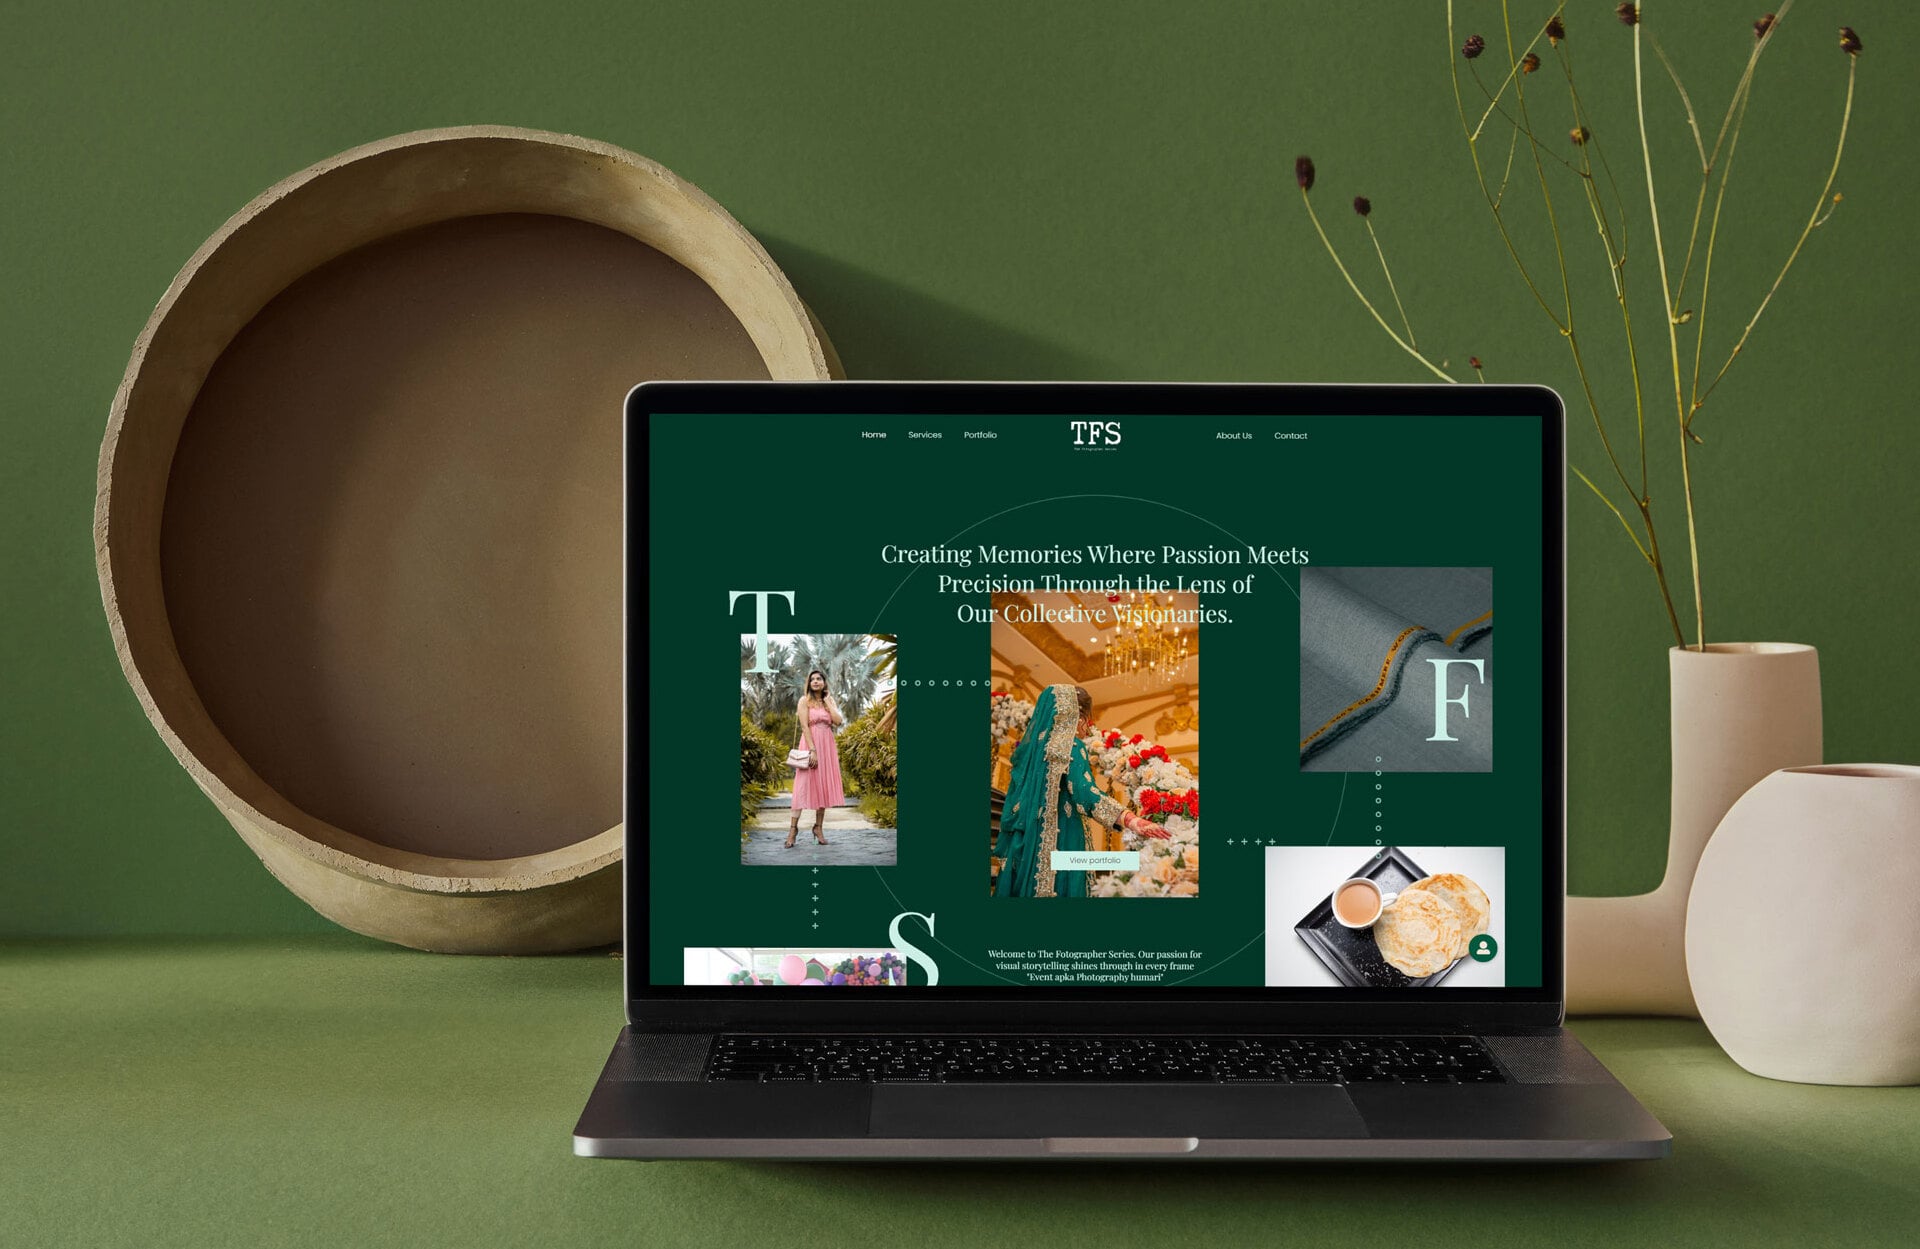 Home Services Portfolio
TFS
The Fotographer Series
About Us Contact
Creating Memories Where Passion Meets
Precision Through the Lens of
Our Collective Visionaries.
T
F
View portfolio
S
Welcome to The Fotographer Series. Our passion for
visual storytelling shines through in every frame
"Event apka Photography humari"